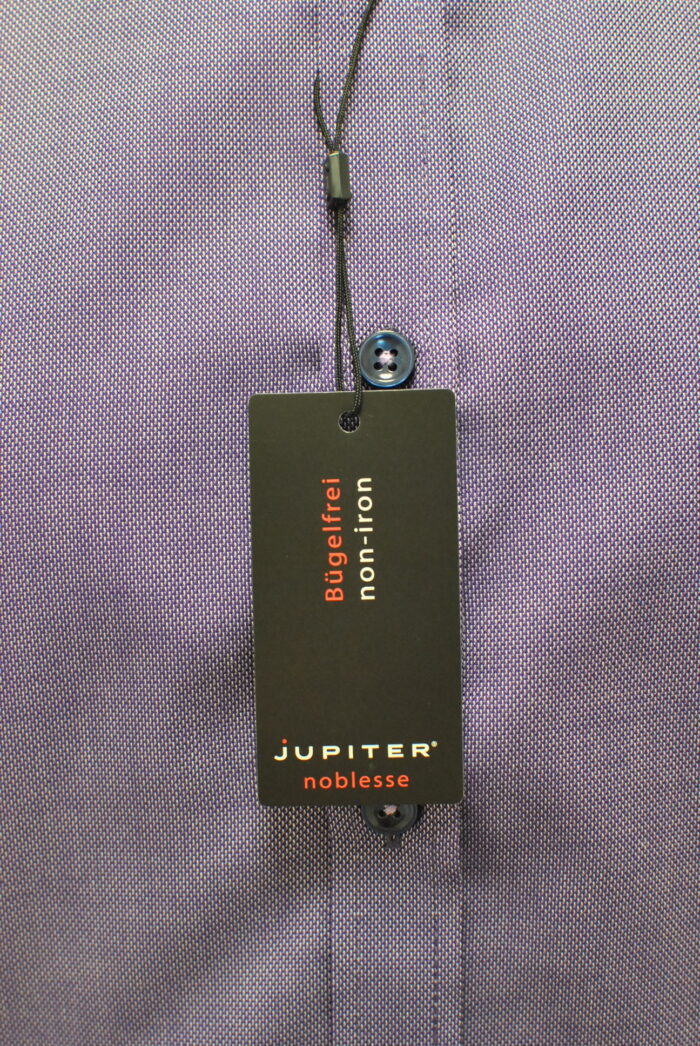 Bügelfrei
non-iron
JUPITER®
noblesse